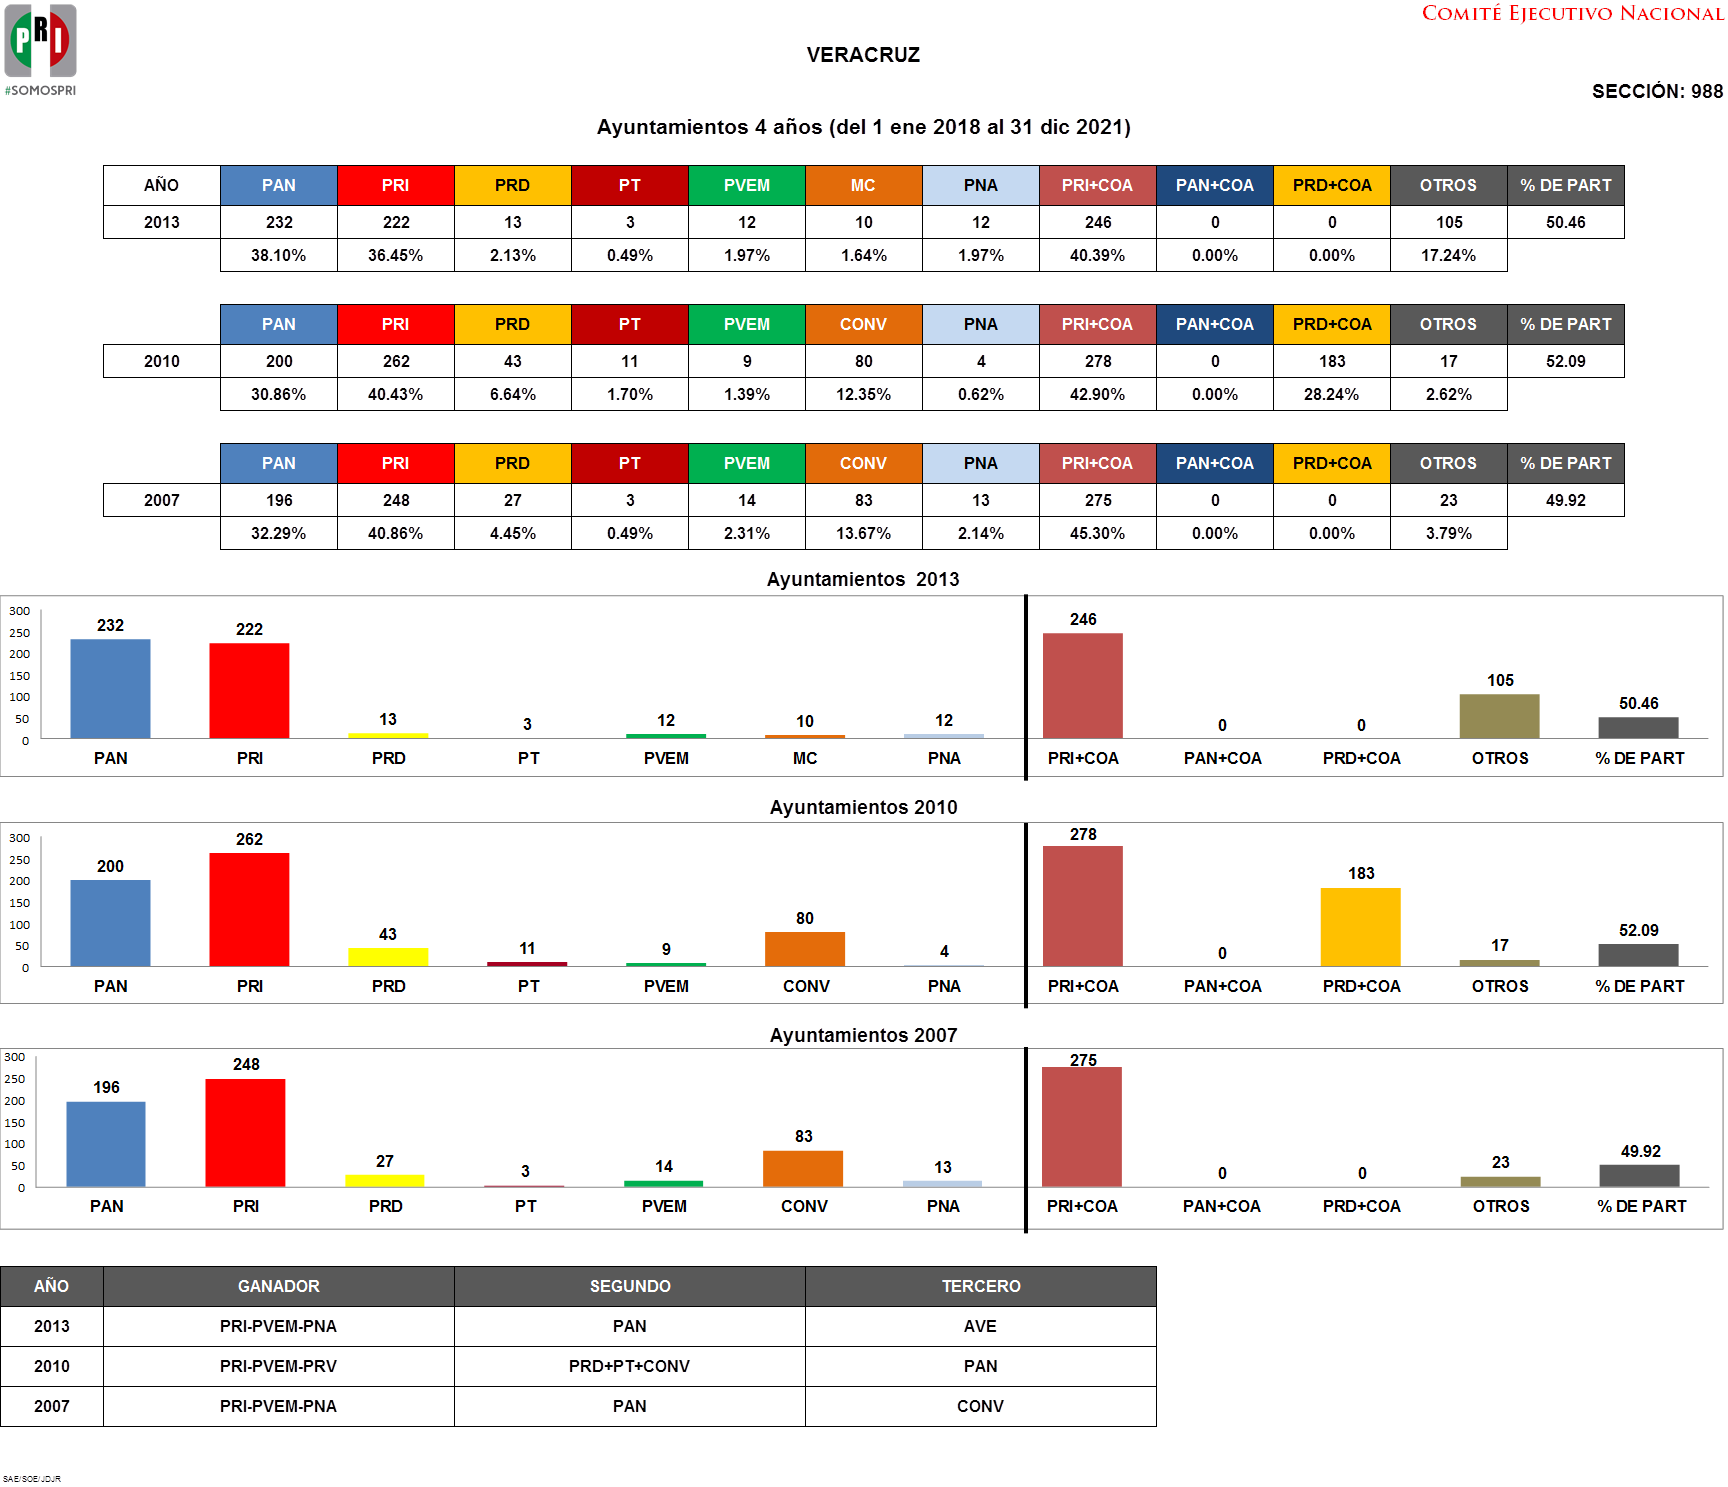 PRI
#SOMOSPRI
COMITÉ EJECUTIVO NACIONAL
VERACRUZ
SECCIÓN: 988
Ayuntamientos 4 años (del 1 ene 2018 al 31 dic 2021)
AÑO PAN PRI PRD PT PVEM MC PNA PRI+COA PAN+COA PRD+COA OTROS % DE PART
2013 232 222 13 3 12 10 12 246 0 0 105 50.46
38.10% 36.45% 2.13% 0.49% 1.97% 1.64% 1.97% 40.39% 0.00% 0.00% 17.24%
PAN PRI PRD PT PVEM CONV PNA PRI+COA PAN+COA PRD+COA OTROS % DE PART
2010 200 262 43 11 9 80 4 278 0 183 17 52.09
30.86% 40.43% 6.64% 1.70% 1.39% 12.35% 0.62% 42.90% 0.00% 28.24% 2.62%
PAN PRI PRD PT PVEM CONV PNA PRI+COA PAN+COA PRD+COA OTROS % DE PART
2007 196 248 27 3 14 83 13 275 0 0 23 49.92
32.29% 40.86% 4.45% 0.49% 2.31% 13.67% 2.14% 45.30% 0.00% 0.00% 3.79%
Ayuntamientos 2013
300
250
200
150
100
50
0
232 222 13 3 12 10 12 246 0 0 105 50.46
PAN PRI PRD PT PVEM MC PNA PRI+COA PAN+COA PRD+COA OTROS % DE PART
Ayuntamientos 2010
300
250
200
150
100
50
0
200 262 43 11 9 80 4 278 0 183 17 52.09
PAN PRI PRD PT PVEM CONV PNA PRI+COA PAN+COA PRD+COA OTROS % DE PART
Ayuntamientos 2007
300
250
200
150
100
50
0
196 248 27 3 14 83 13 275 0 0 23 49.92
PAN PRI PRD PT PVEM CONV PNA PRI+COA PAN+COA PRD+COA OTROS % DE PART
AÑO GANADOR SEGUNDO TERCERO
2013 PRI-PVEM-PNA PAN AVE
2010 PRI-PVEM-PRV PRD+PT+CONV PAN
2007 PRI-PVEM-PNA PAN CONV
SAE/SOE/JDJR